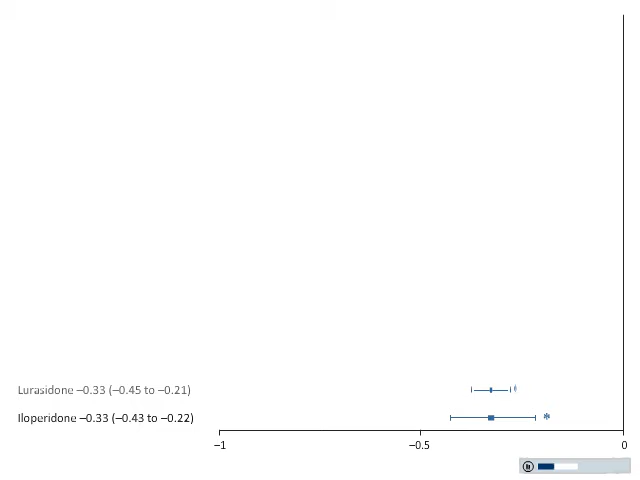 Lurasidone –0.33 (–0.45 to –0.21)
Iloperidone –0.33 (–0.43 to –0.22) *
–1 –0.5 0